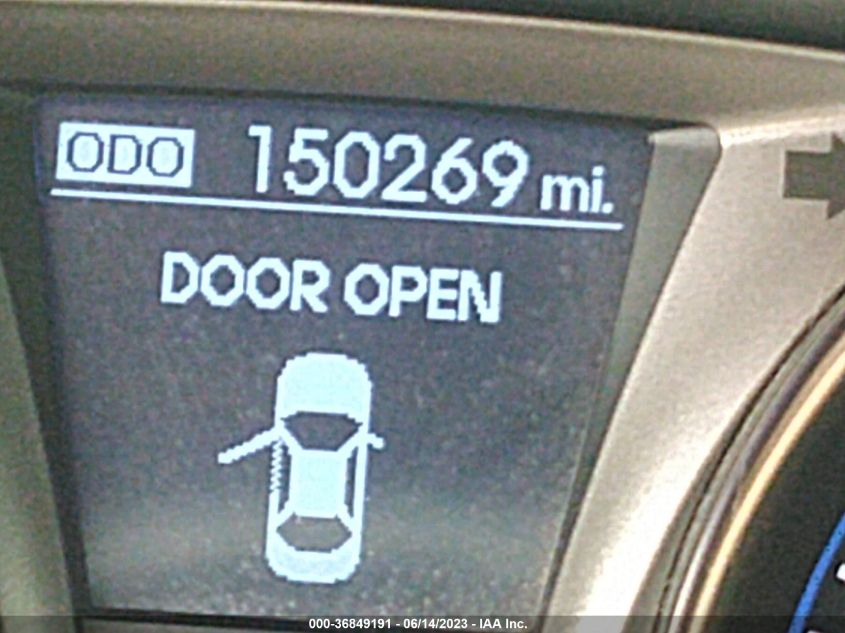 ODO 150269 mi.
DOOR OPEN
000-36849191 - 06/14/2023 - IAA Inc.